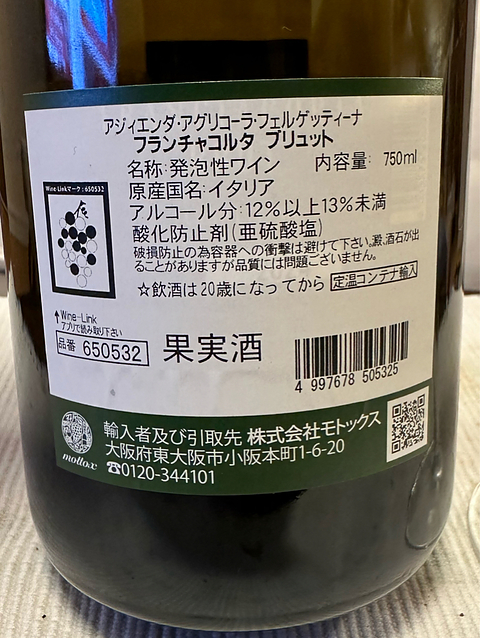 アジィエンダ・アグリコーラ・フェルゲッティーナ
フランチャコルタ ブリュット
名称:発泡性ワイン 内容量: 750ml
原産国名:イタリア
アルコール分:12%以上13%未満
酸化防止剤(亜硫酸塩)
破損防止の為容器への衝撃は避けて下さい。澱、酒石が出
ることがありますが品質には問題ございません。
☆飲酒は20歳になってから 定温コンテナ輸入
Wine Linkマーク:650532
↑Wine-Link
アプリで読み取り下さい
品番 650532
果実酒
4 997678 505325
mottox
輸入者及び引取先 株式会社モトックス
大阪府東大阪市小阪本町1-6-20
☎0120-344101